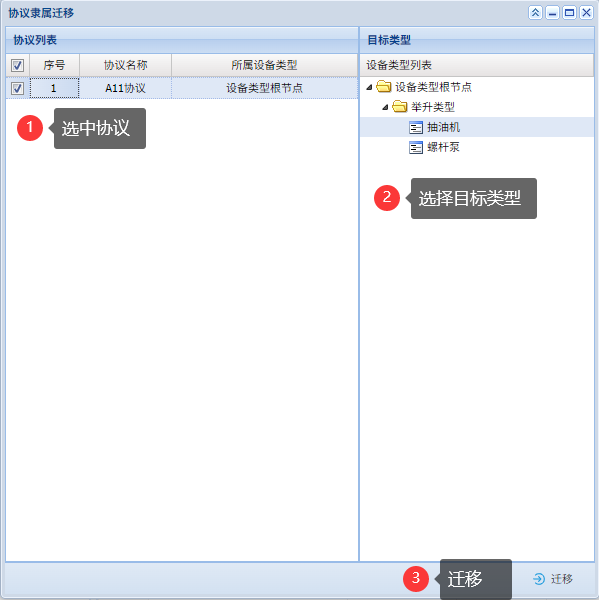 协议隶属迁移
协议列表
序号 协议名称 所属设备类型
1 A11协议 设备类型根节点
1 选中协议
目标类型
设备类型列表
设备类型根节点
举升类型
抽油机
螺杆泵
2 选择目标类型
3 迁移
迁移